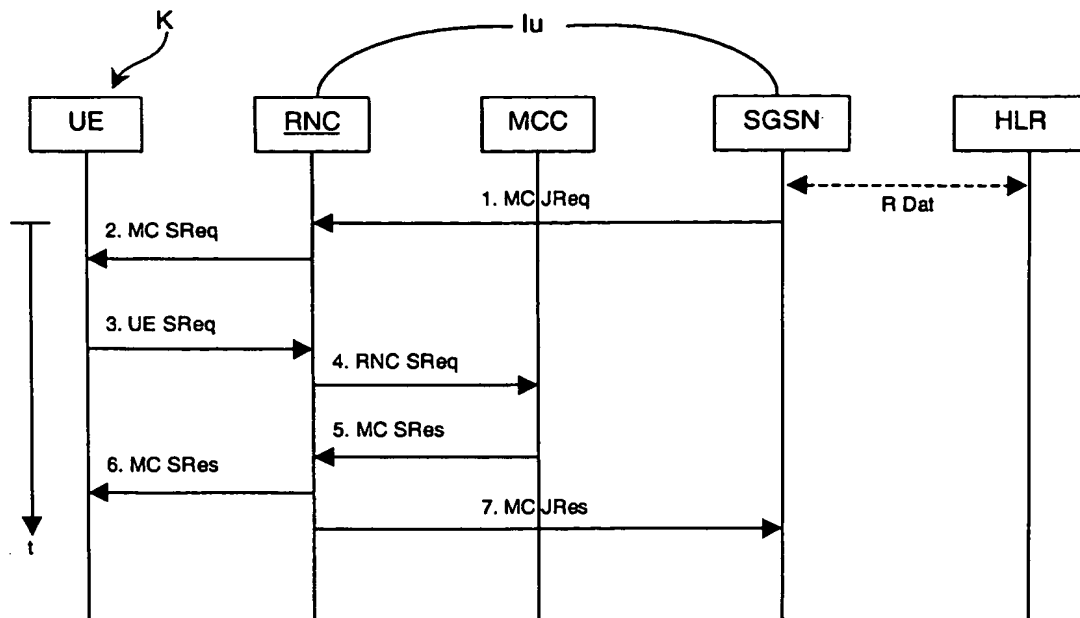 K
Iu
UE
RNC
MCC
SGSN
HLR
R Dat
1. MC JReq
2. MC SReq
3. UE SReq
4. RNC SReq
5. MC SRes
6. MC SRes
7. MC JRes
t